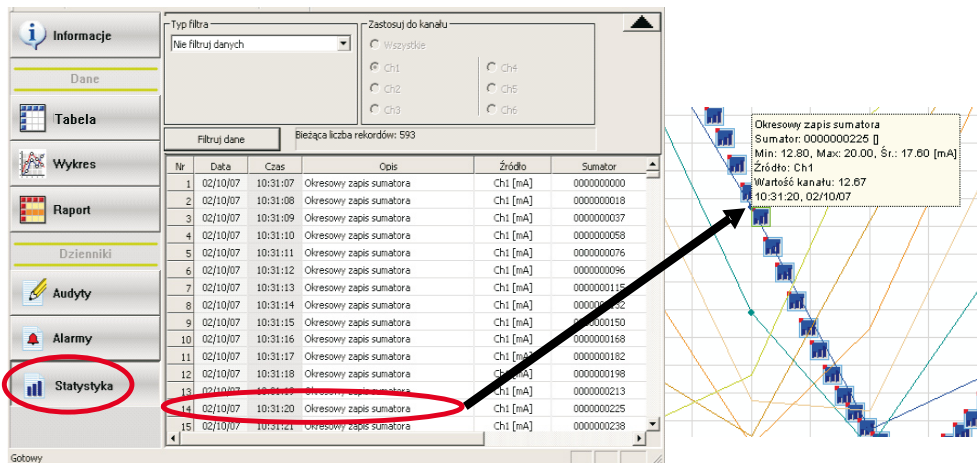 Informacje
Dane
Tabela
Wykres
Raport
Dzienniki
Audyty
Alarmy
Statystyka
Gotowy
Typ filtra
Nie filtruj danych
Zastosuj do kanału
Wszystkie
Ch1 Ch4
Ch2 Ch5
Ch3 Ch6
Filtruj dane Bieżąca liczba rekordów: 593
Nr Data Czas Opis Źródło Sumator
1 02/10/07 10:31:07 Okresowy zapis sumatora Ch1 [mA] 0000000000
2 02/10/07 10:31:08 Okresowy zapis sumatora Ch1 [mA] 0000000018
3 02/10/07 10:31:09 Okresowy zapis sumatora Ch1 [mA] 0000000037
4 02/10/07 10:31:10 Okresowy zapis sumatora Ch1 [mA] 0000000058
5 02/10/07 10:31:11 Okresowy zapis sumatora Ch1 [mA] 0000000076
6 02/10/07 10:31:12 Okresowy zapis sumatora Ch1 [mA] 0000000096
7 02/10/07 10:31:13 Okresowy zapis sumatora Ch1 [mA] 0000000115
8 02/10/07 10:31:14 Okresowy zapis sumatora Ch1 [mA]
9 02/10/07 10:31:15 Okresowy zapis sumatora Ch1 [mA] 0000000150
10 02/10/07 10:31:16 Okresowy zapis sumatora Ch1 [mA] 0000000168
11 02/10/07 10:31:17 Okresowy zapis sumatora Ch1 [mA] 0000000182
12 02/10/07 10:31:18 Okresowy zapis sumatora [mA] 0000000198
13 02/10/07 10:31:19 Okresowy zapis sumatora Ch1 [mA] 0000000213
14 02/10/07 10:31:20 Okresowy zapis sumatora Ch1 [mA] 0000000225
15 02/10/07 10:31:21 Okresowy zapis sumatora Ch1 [mA] 0000000238
Okresowy zapis sumatora
Sumator: 0000000225 []
Min: 12.80, Max: 20.00, Śr.: 17.60 [mA]
Źródło: Ch1
Wartość kanału: 12.67
10:31:20, 02/10/07